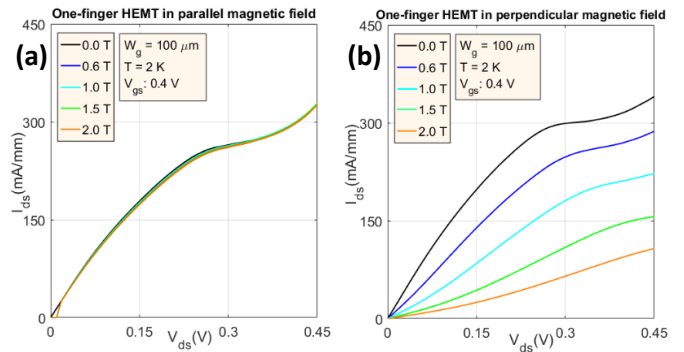 One-finger HEMT in parallel magnetic field
(a)
0.0 T
0.6 T
1.0 T
1.5 T
2.0 T
W_g = 100 μm
T = 2 K
V_gs: 0.4 V
I_ds(mA/mm)
450
300
150
0
0
0.15
0.3
0.45
V_ds(V)
One-finger HEMT in perpendicular magnetic field
(b)
0.0 T
0.6 T
1.0 T
1.5 T
2.0 T
W_g = 100 μm
T = 2 K
V_gs: 0.4 V
I_ds(mA/mm)
450
300
150
0
0
0.15
0.3
0.45
V_ds(V)